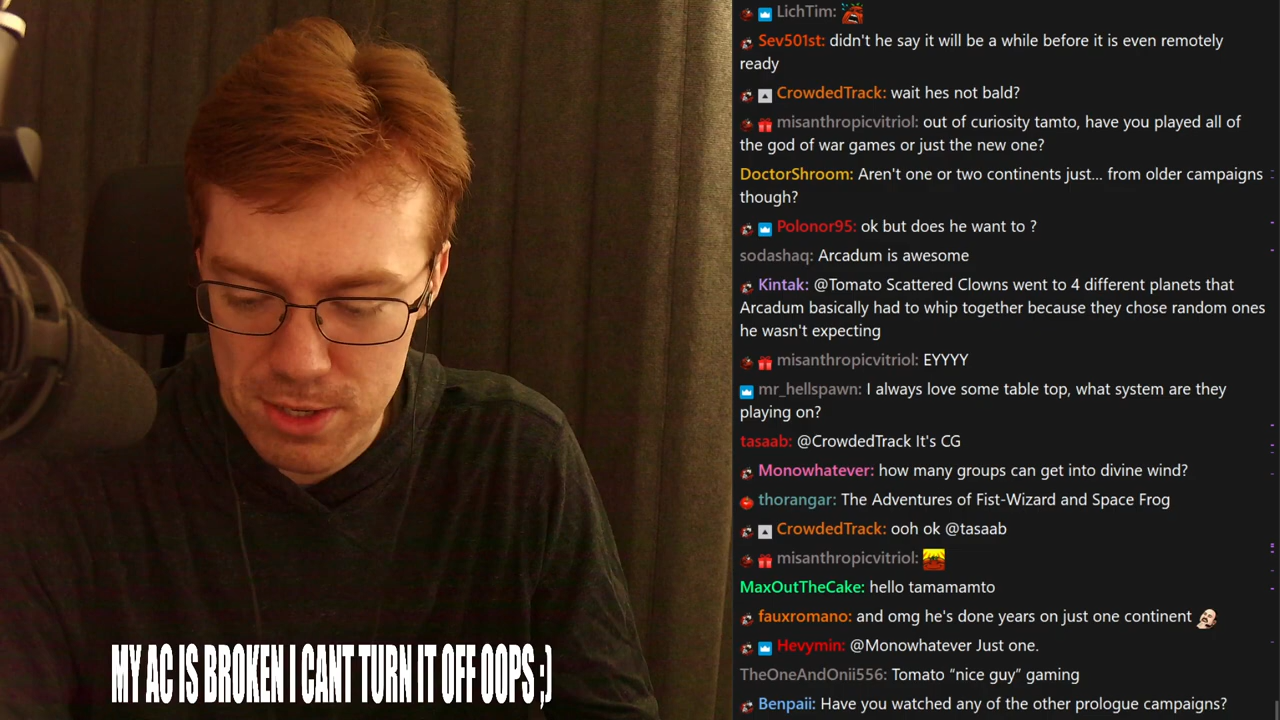 LichTim:
Sev501st: didn't he say it will be a while before it is even remotely
ready
CrowdedTrack: wait hes not bald?
misanthropicvitriol: out of curiosity tamto, have you played all of
the god of war games or just the new one?
DoctorShroom: Aren't one or two continents just... from older campaigns
though?
Polonor95: ok but does he want to ?
sodashaq: Arcadum is awesome
Kintak: @Tomato Scattered Clowns went to 4 different planets that
Arcadum basically had to whip together because they chose random ones
he wasn't expecting
misanthropicvitriol: EYYYY
mr_hellspawn: I always love some table top, what system are they
playing on?
tasaab: @CrowdedTrack It's CG
Monowhatever: how many groups can get into divine wind?
thorangar: The Adventures of Fist-Wizard and Space Frog
CrowdedTrack: ooh ok @tasaab
misanthropicvitriol:
MaxOutTheCake: hello tamamamto
fauxromano: and omg he's done years on just one continent
Hevymin: @Monowhatever Just one.
TheOneAndOnii556: Tomato “nice guy” gaming
Benpaii: Have you watched any of the other prologue campaigns?
MY AC IS BROKEN I CANT TURN IT OFF OOPS ;)